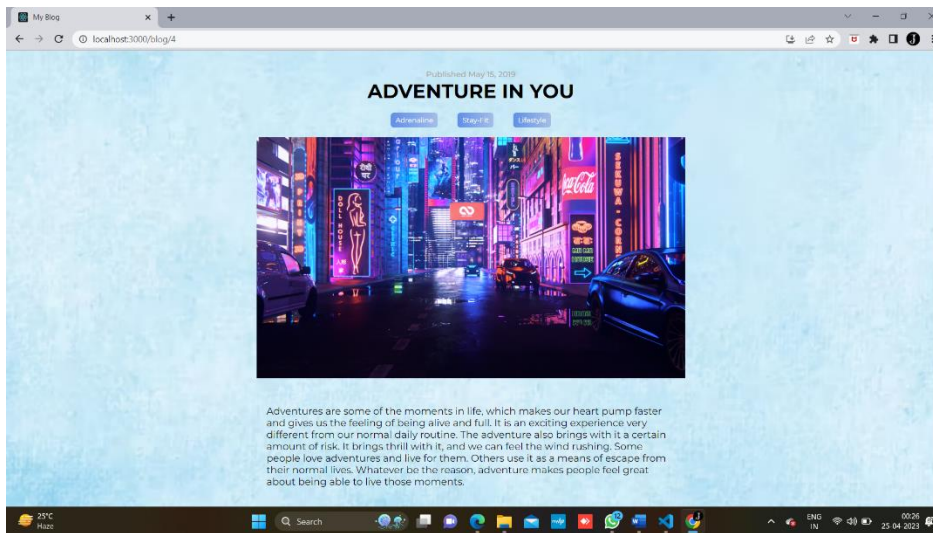 My Blog
localhost:3000/blog/4
Published May 15, 2019
ADVENTURE IN YOU
Adrenaline Stay-Fit Lifestyle
DOLL HOUSE
Coca-Cola
SEKUWA - CORN
Adventures are some of the moments in life, which makes our heart pump faster
and gives us the feeling of being alive and full. It is an exciting experience very
different from our normal daily routine. The adventure also brings with it a certain
amount of risk. It brings thrill with it, and we can feel the wind rushing. Some
people love adventures and live for them. Others use it as a means of escape from
their normal lives. Whatever be the reason, adventure makes people feel great
about being able to live those moments.
25°C
Haze
Search
ENG
IN
00:26
25-04-2023